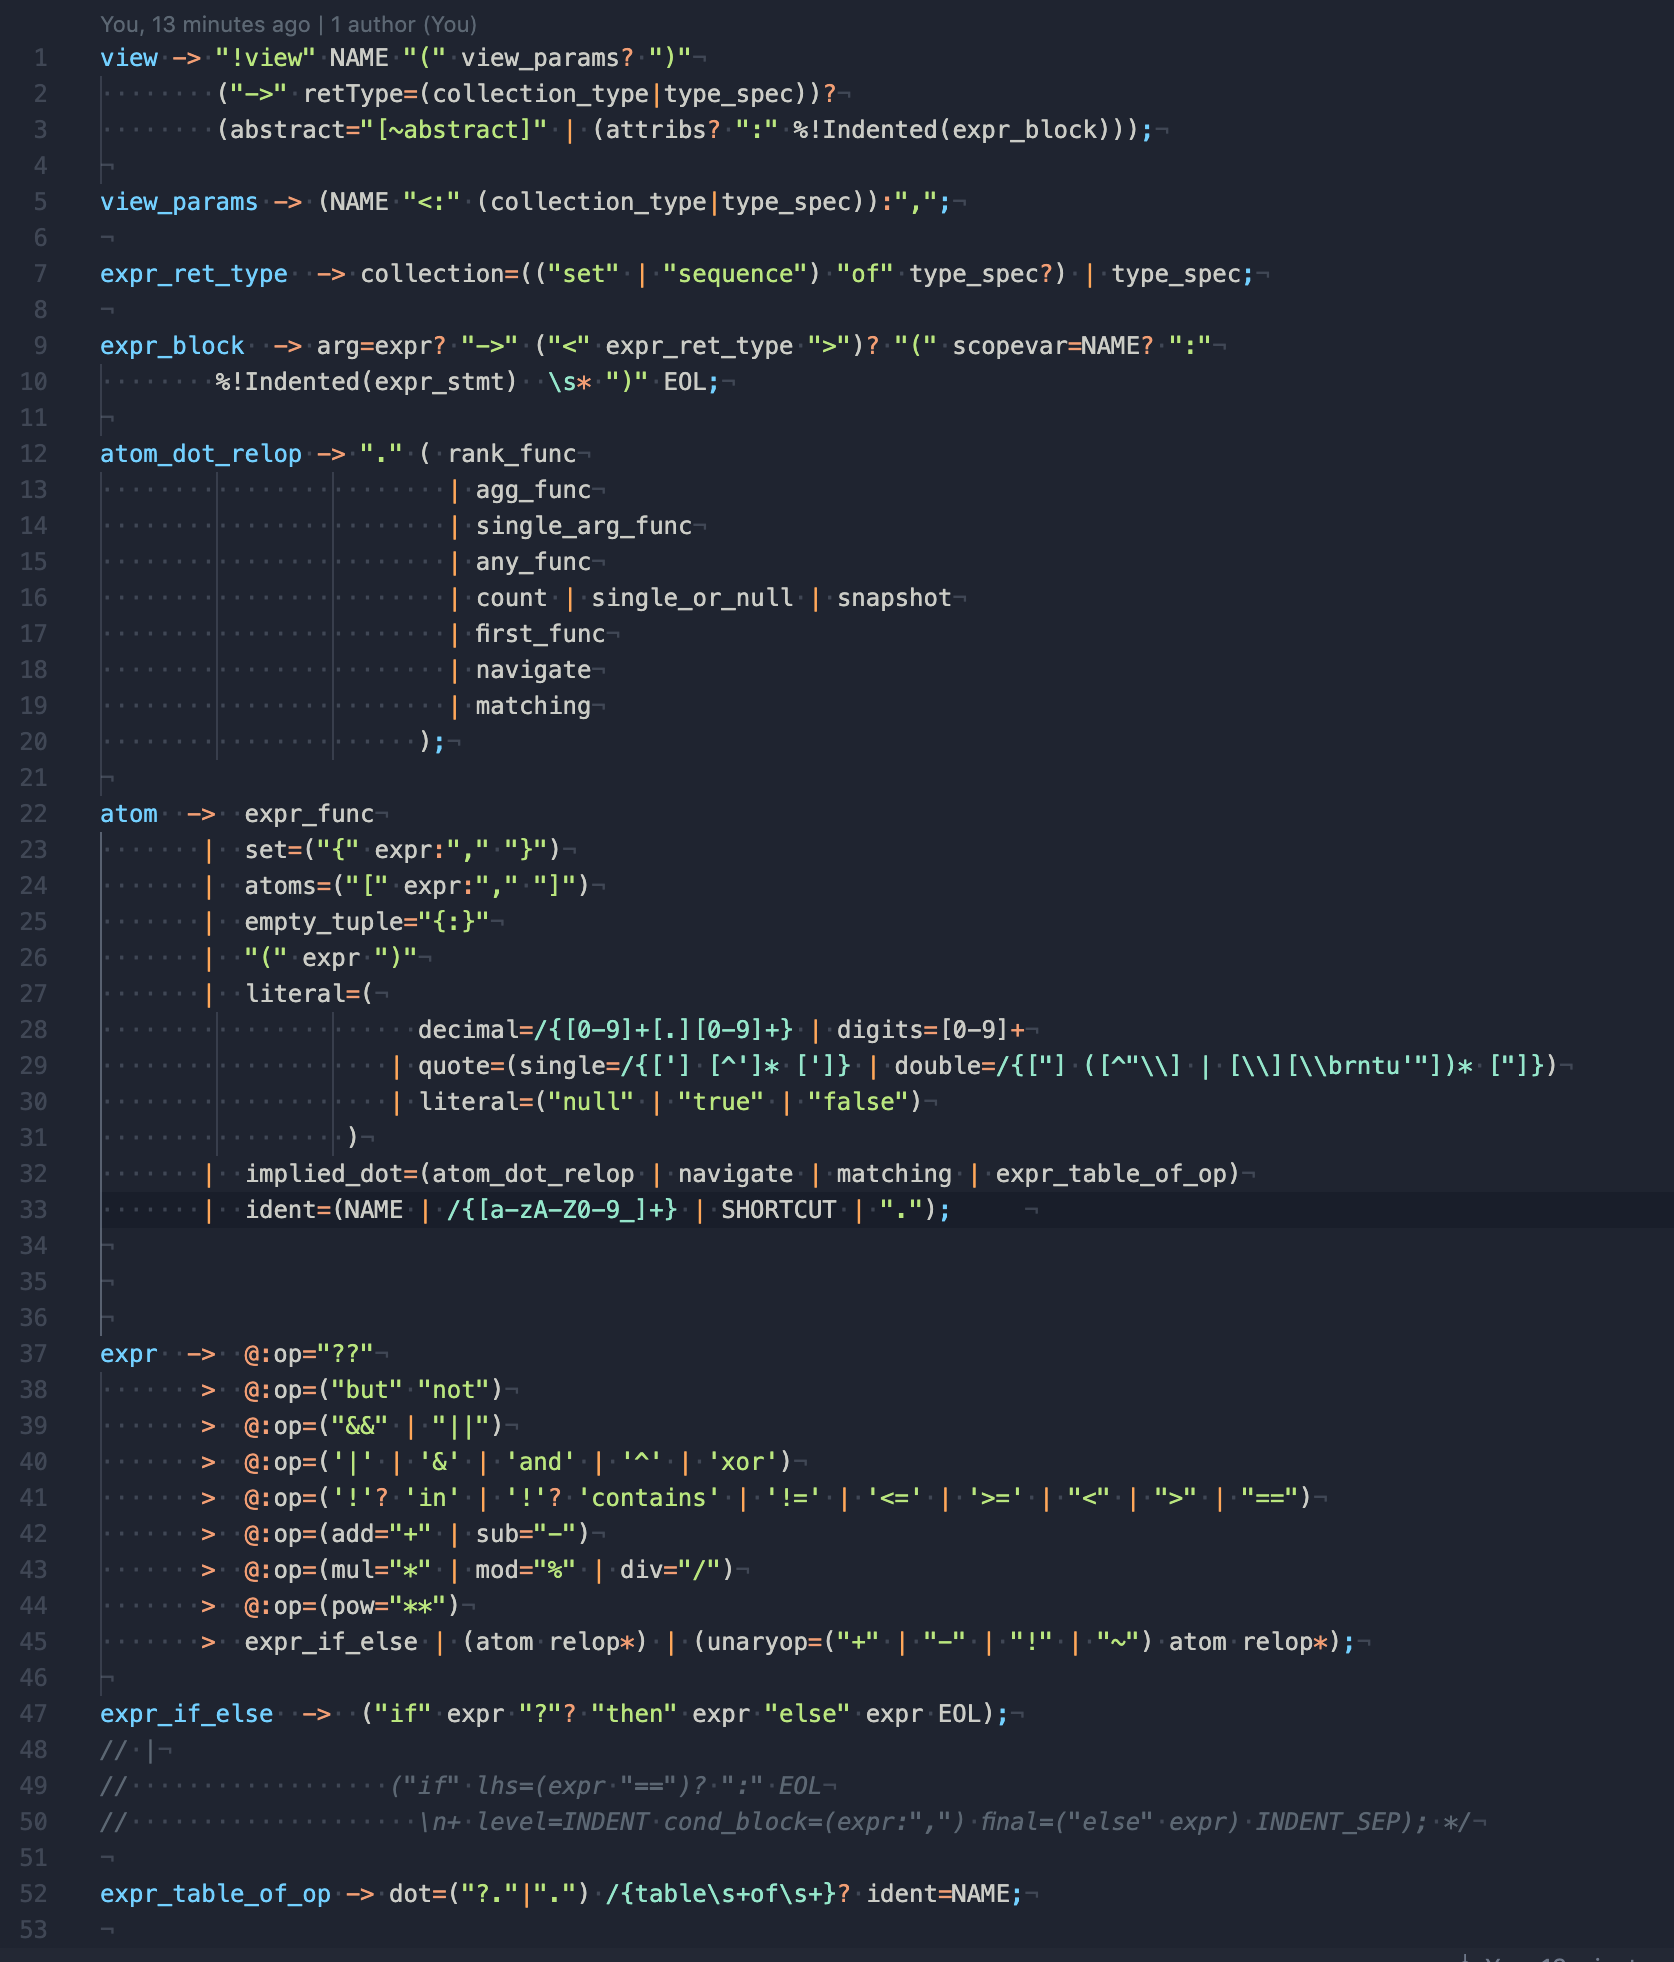 You, 13 minutes ago | 1 author (You)
1 view -> "!view" NAME "(" view_params? ")"
2 ("->" retType=(collection_type|type_spec))?
3 (abstract="[~abstract]" | (attribs? ":" %!Indented(expr_block)));
4
5 view_params -> (NAME "<:" (collection_type|type_spec)):",";
6
7 expr_ret_type -> collection=(("set" | "sequence") "of" type_spec?) | type_spec;
8
9 expr_block -> arg=expr? "->" ("<" expr_ret_type ">")? "(" scopevar=NAME? ":"
10 %!Indented(expr_stmt) \s* ")" EOL;
11
12 atom_dot_relop -> "." ( rank_func
13 | agg_func
14 | single_arg_func
15 | any_func
16 | count | single_or_null | snapshot
17 | first_func
18 | navigate
19 | matching
20 );
21
22 atom -> expr_func
23 | set=("{" expr:"," "}")
24 | atoms=("[" expr:"," "]")
25 | empty_tuple="{:}"
26 | "(" expr ")"
27 | literal=(
28 decimal=/{[0-9]+[.][0-9]+} | digits=[0-9]+
29 | quote=(single=/{['] [^']* [']} | double=/{["] ([^"\\] | [\\][\\brntu'"])* ["]})
30 | literal=("null" | "true" | "false")
31 )
32 | implied_dot=(atom_dot_relop | navigate | matching | expr_table_of_op)
33 | ident=(NAME | /{[a-zA-Z0-9_]+} | SHORTCUT | ".");
34
35
36
37 expr -> @:op="??"
38 > @:op=("but" "not")
39 > @:op=("&&" | "||")
40 > @:op=('|' | '&' | 'and' | '^' | 'xor')
41 > @:op=('!'? 'in' | '!'? 'contains' | '!=' | '<=' | '>=' | "<" | ">" | "==")
42 > @:op=(add="+" | sub="-")
43 > @:op=(mul="*" | mod="%" | div="/")
44 > @:op=(pow="**")
45 > expr_if_else | (atom relop*) | (unaryop=("+" | "-" | "!" | "~") atom relop*);
46
47 expr_if_else -> ("if" expr "?"? "then" expr "else" expr EOL);
48 // |
49 // ("if" lhs=(expr "==")? ":" EOL
50 // \n+ level=INDENT cond_block=(expr:",") final=("else" expr) INDENT_SEP); */
51
52 expr_table_of_op -> dot=("?."|".") /{table\s+of\s+}? ident=NAME;
53